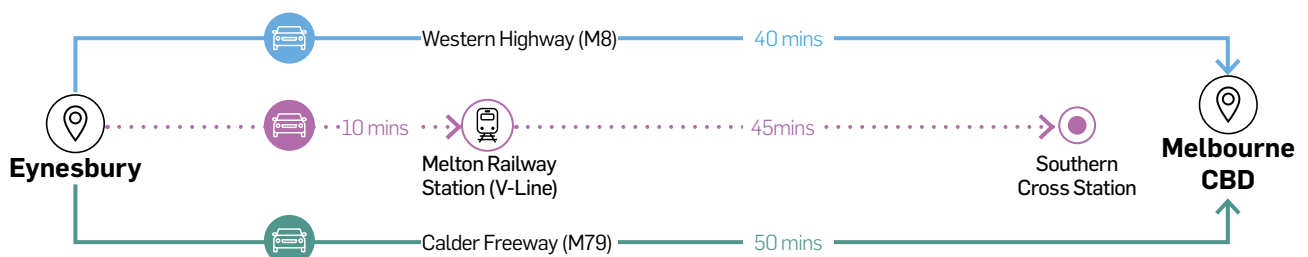 Western Highway (M8)
40 mins
10 mins
45mins
Eynesbury
Melton Railway
Station (V-Line)
Southern
Cross Station
Melbourne
CBD
Calder Freeway (M79)
50 mins